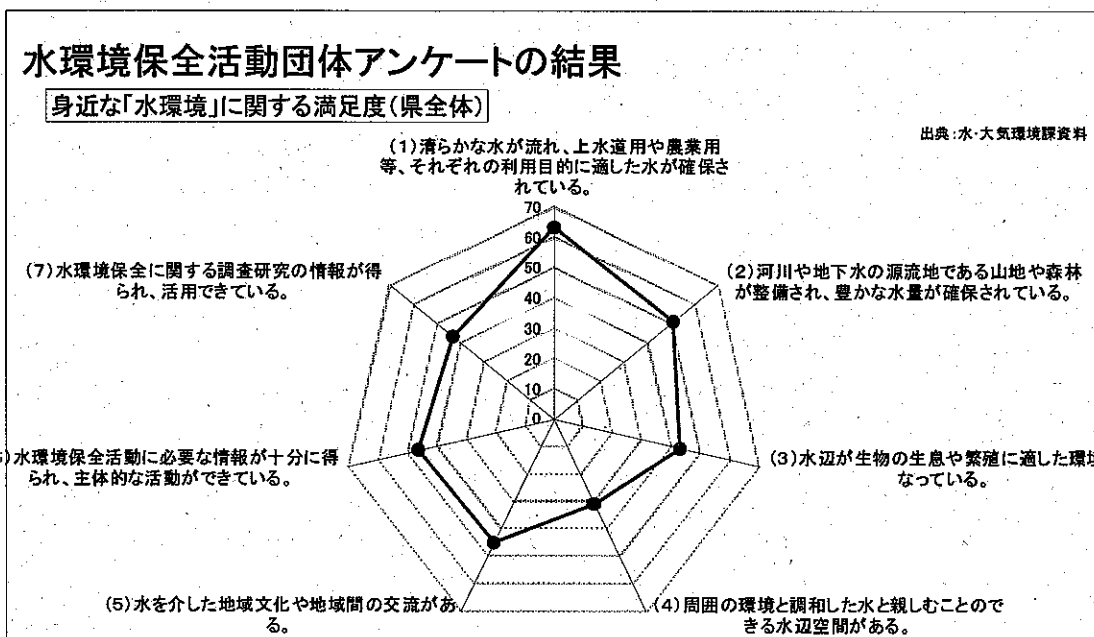 水環境保全活動団体アンケートの結果
身近な「水環境」に関する満足度(県全体)
出典:水・大気環境課資料
(1)清らかな水が流れ、上水道用や農業用
等、それぞれの利用目的に適した水が確保さ
れている。
70
60
50
40
30
20
10
0
(2)河川や地下水の源流地である山地や森林
が整備され、豊かな水量が確保されている。
(3)水辺が生物の生息や繁殖に適した環境
なっている。
(4)周囲の環境と調和した水と親しむことので
きる水辺空間がある。
(5)水を介した地域文化や地域間の交流があ
る。
)水環境保全活動に必要な情報が十分に得
られ、主体的な活動ができている。
(7)水環境保全に関する調査研究の情報が得
られ、活用できている。